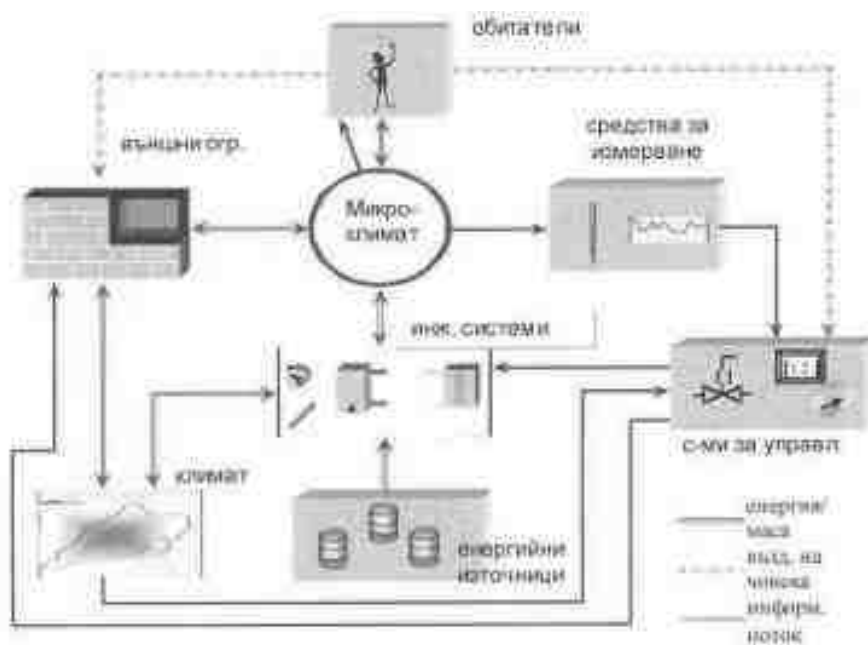 обитатели
външни огр.
средства за
измерване
Микро-
климат
инж. системи
с-ми за управл.
климат
енергийни
източници
енергия/
маса
възд. на
човека
информ.
поток